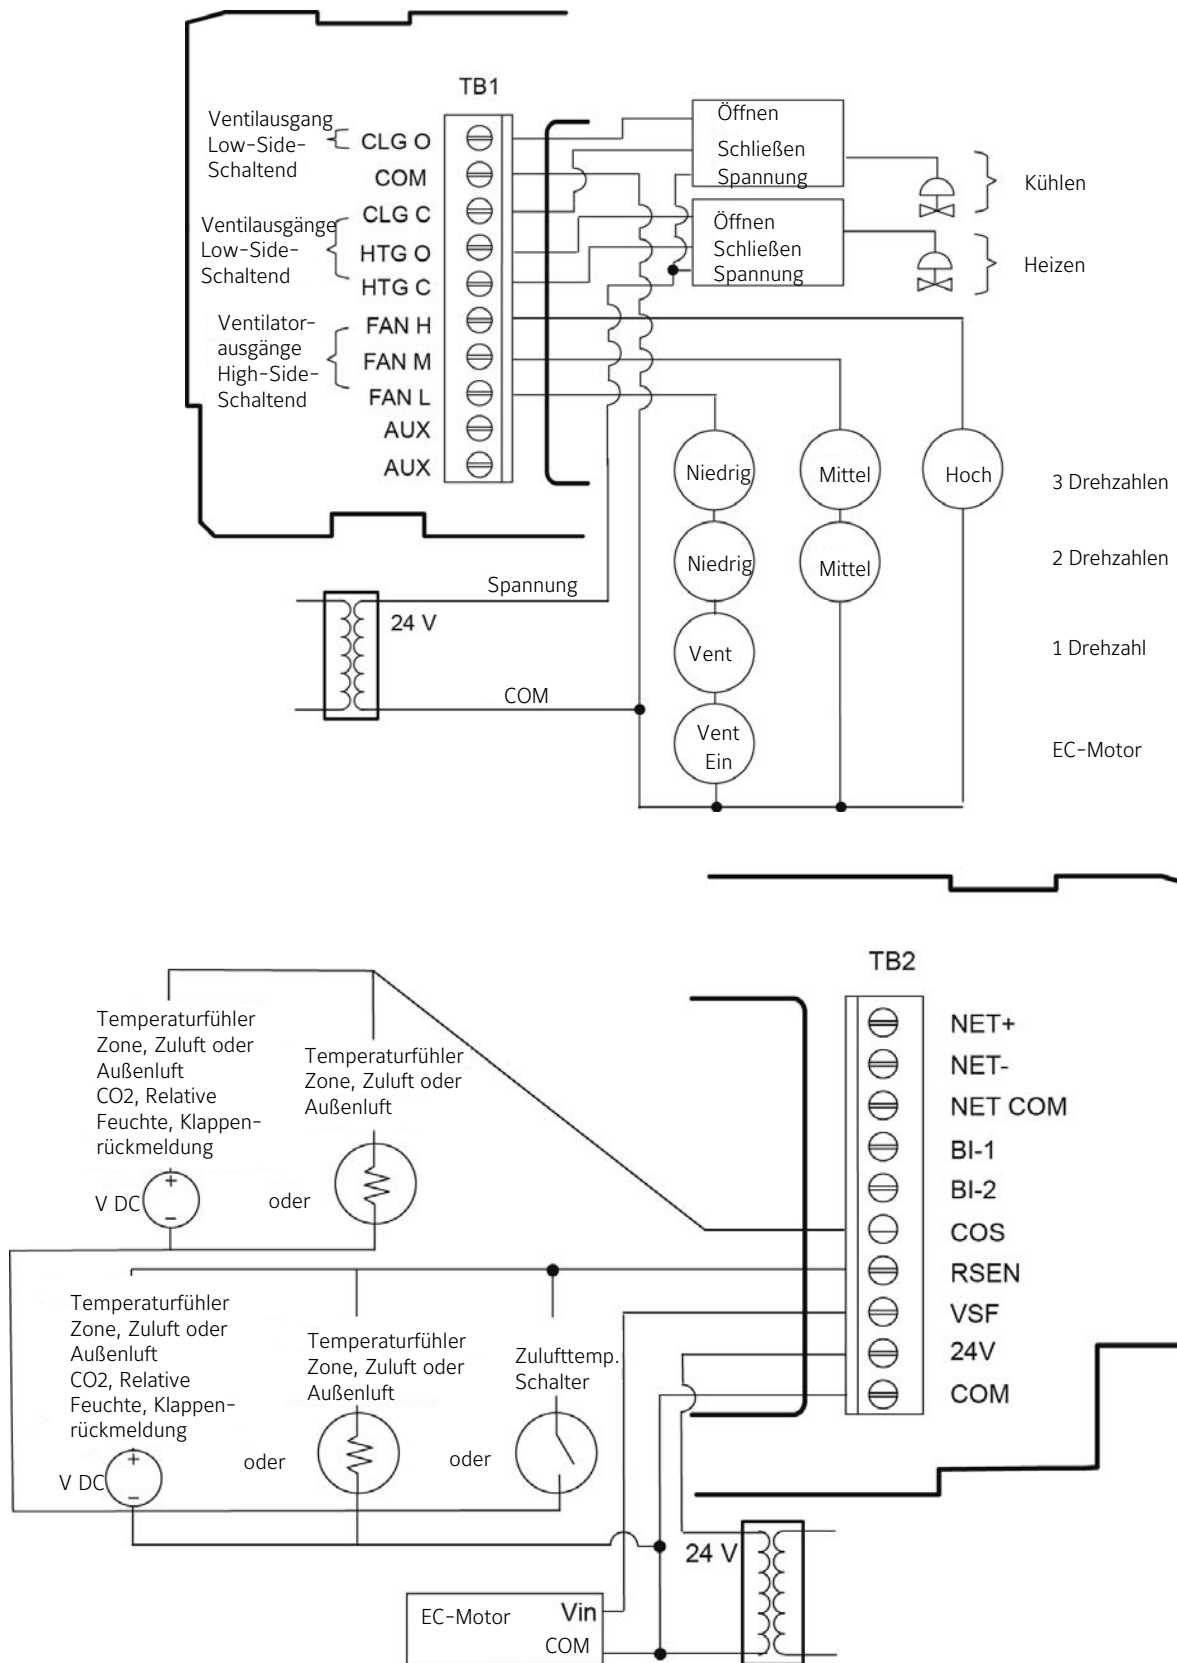 TB1
Ventilausgang
Low-Side-
Schaltend
CLG O
COM
CLG C
Ventilausgänge
Low-Side-
Schaltend
HTG O
HTG C
Ventilator-
ausgänge
High-Side-
Schaltend
FAN H
FAN M
FAN L
AUX
AUX
Öffnen
Schließen
Spannung
Kühlen
Öffnen
Schließen
Spannung
Heizen
Niedrig
Mittel
Hoch
3 Drehzahlen
Niedrig
Mittel
2 Drehzahlen
Vent
1 Drehzahl
Vent
Ein
EC-Motor
Spannung
24 V
COM
TB2
NET+
NET-
NET COM
BI-1
BI-2
COS
RSEN
VSF
24V
COM
Temperaturfühler
Zone, Zuluft oder
Außenluft
CO2, Relative
Feuchte, Klappen-
rückmeldung
Temperaturfühler
Zone, Zuluft oder
Außenluft
V DC
+
−
oder
Temperaturfühler
Zone, Zuluft oder
Außenluft
CO2, Relative
Feuchte, Klappen-
rückmeldung
Temperaturfühler
Zone, Zuluft oder
Außenluft
Zulufttemp.
Schalter
V DC
+
−
oder
oder
24 V
EC-Motor
Vin
COM